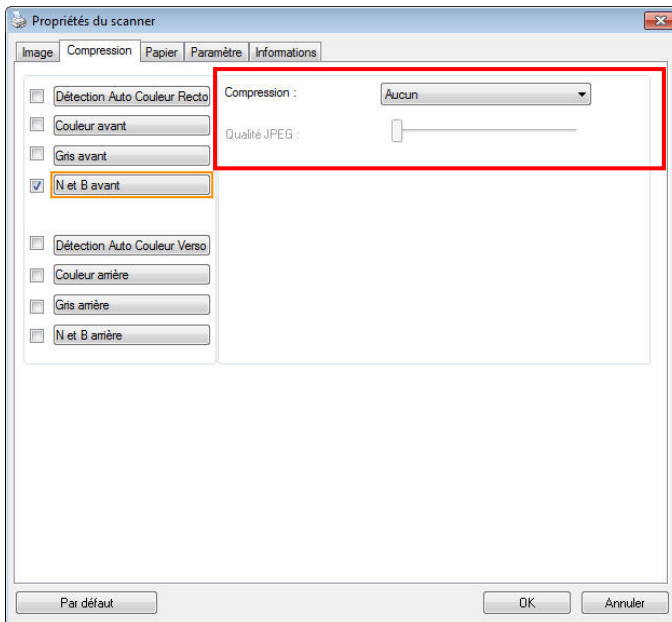 Propriétés du scanner
Image Compression Papier Paramètre Informations
Détection Auto Couleur Recto
Couleur avant
Gris avant
N et B avant
Détection Auto Couleur Verso
Couleur arrière
Gris arrière
N et B arrière
Compression : Aucun
Qualité JPEG :
Par défaut OK Annuler